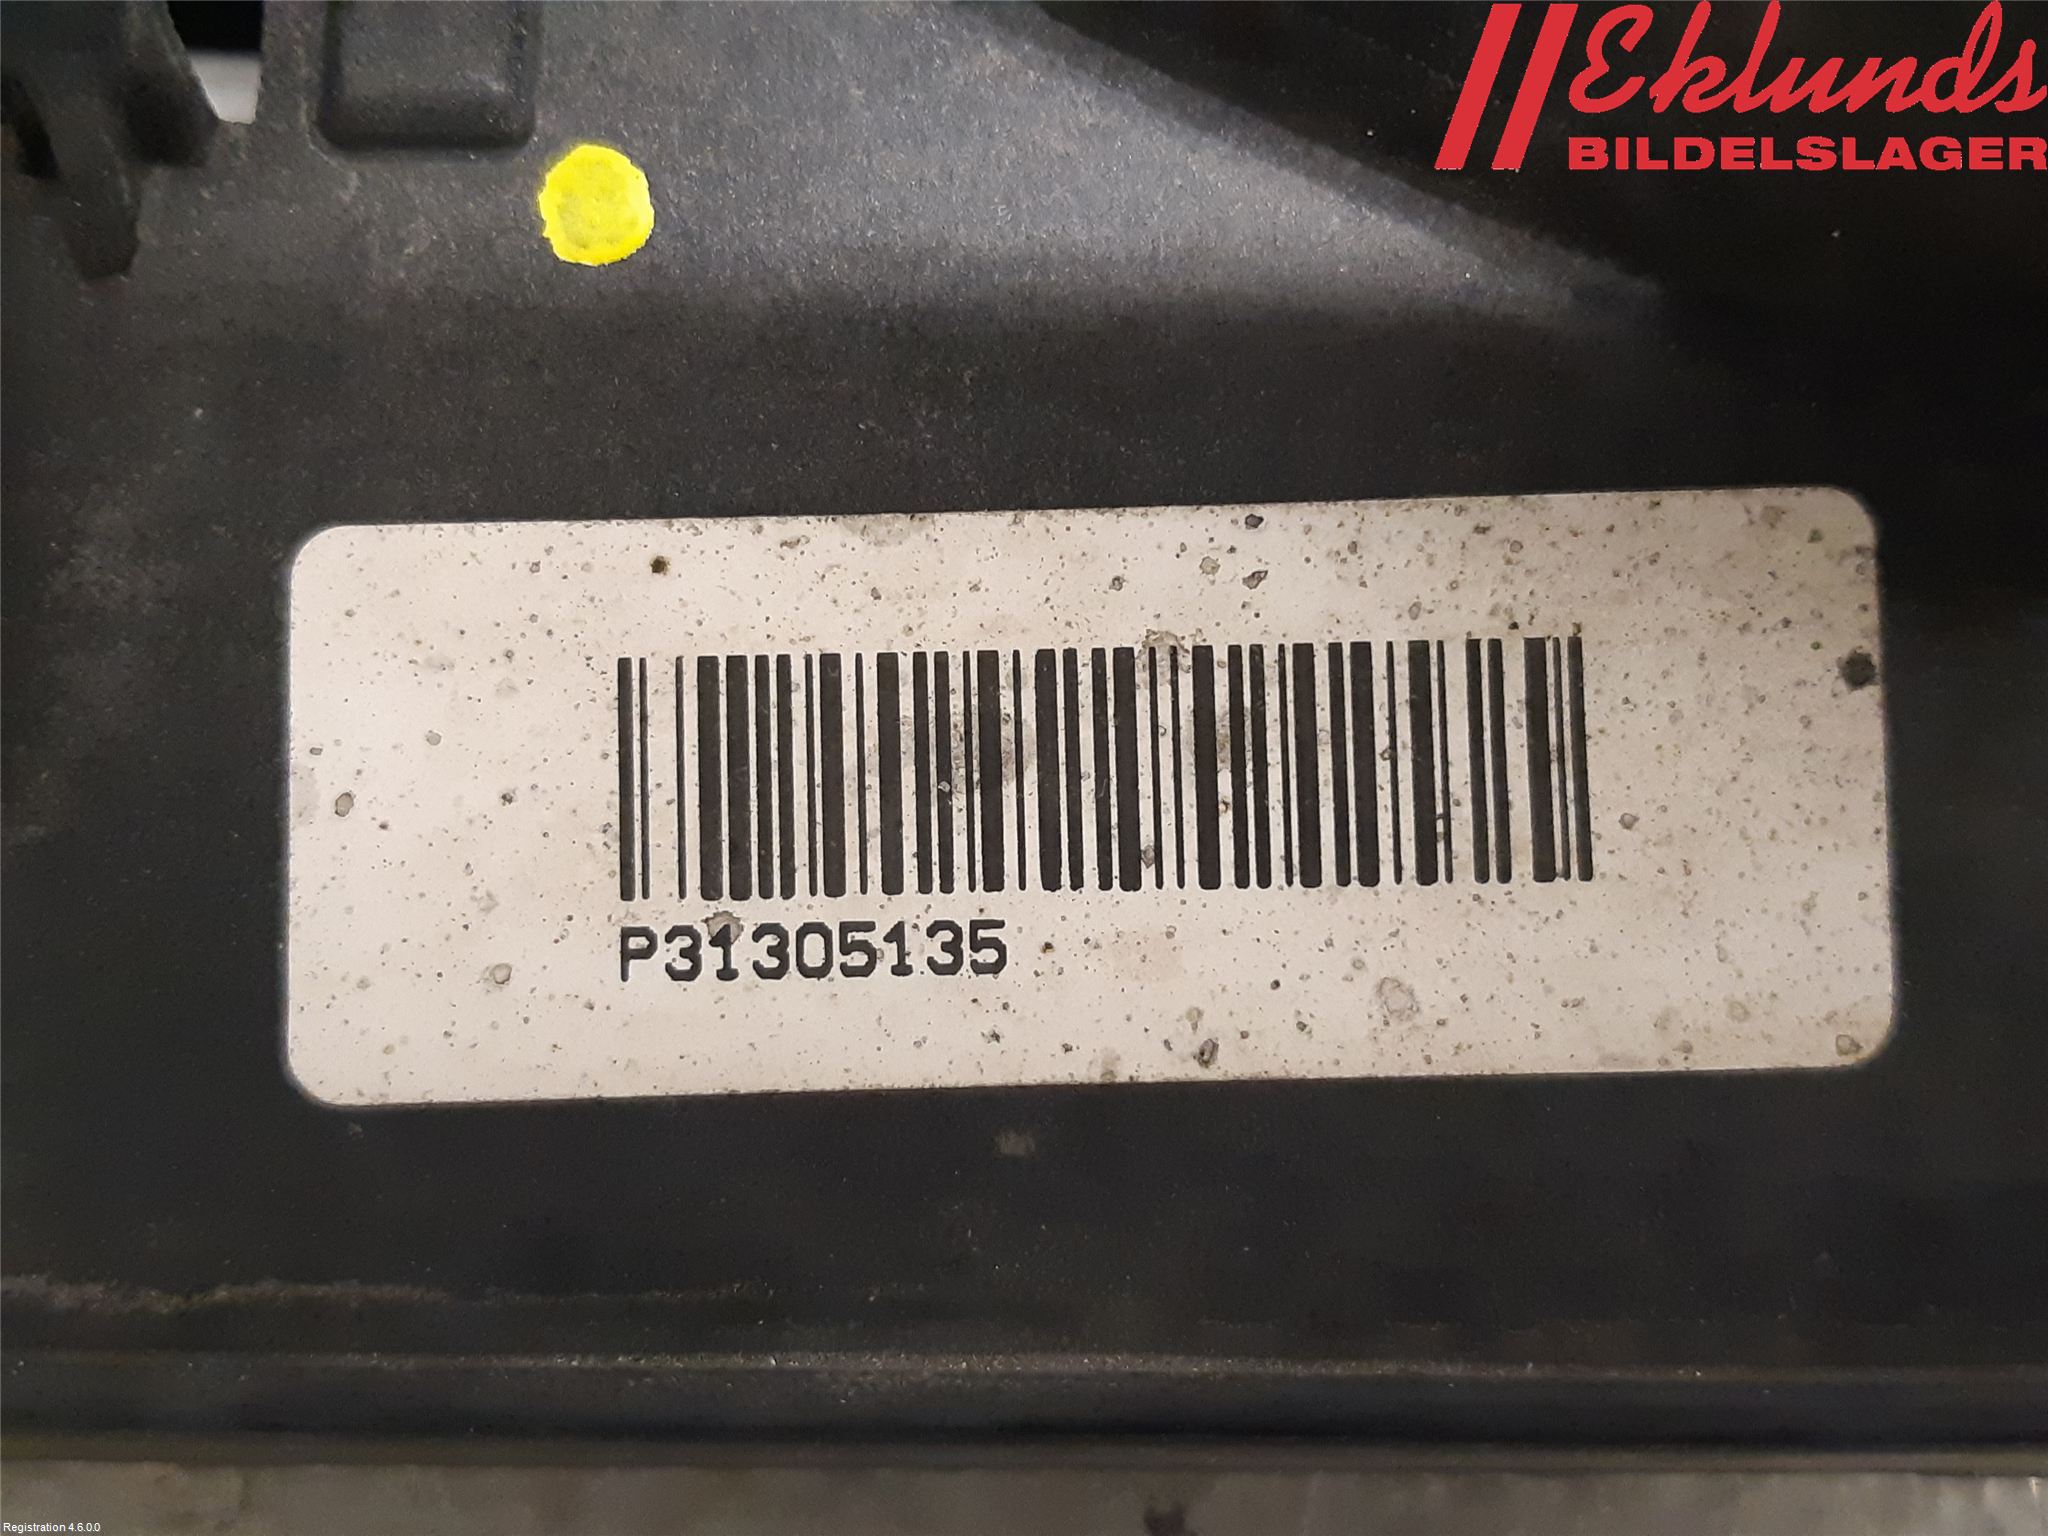 Eklunds
BILDELSLAGER
P31305135
Registration 4.6.0.0